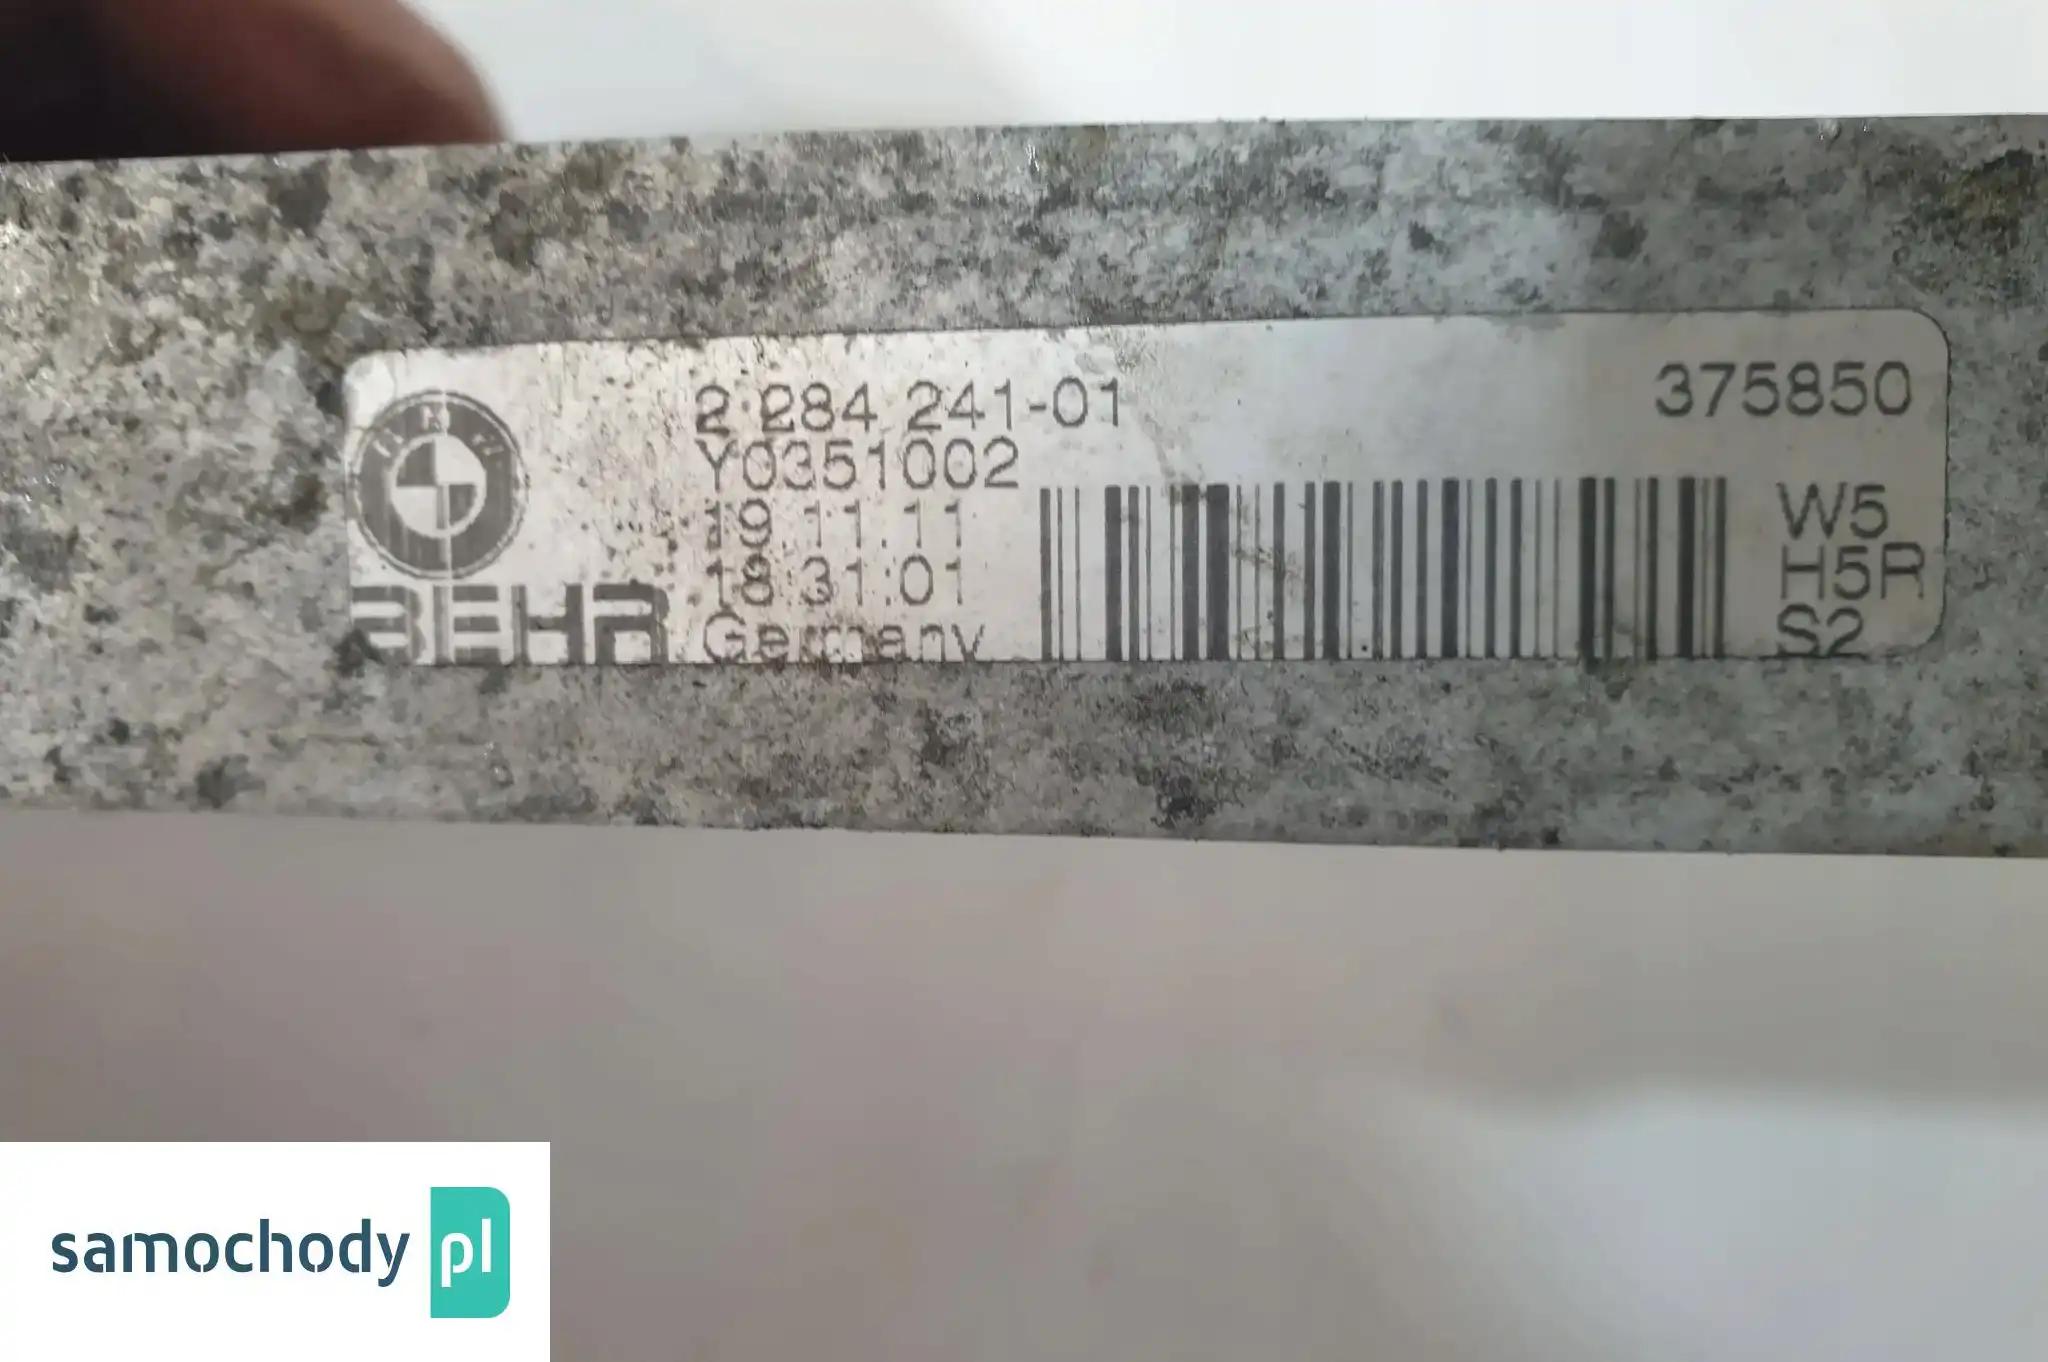 BMW
BEHR
2 284 241-01
Y0351002
19.11.11
18:31:01
Germany
375850
W5
H5R
S2
samochody pl